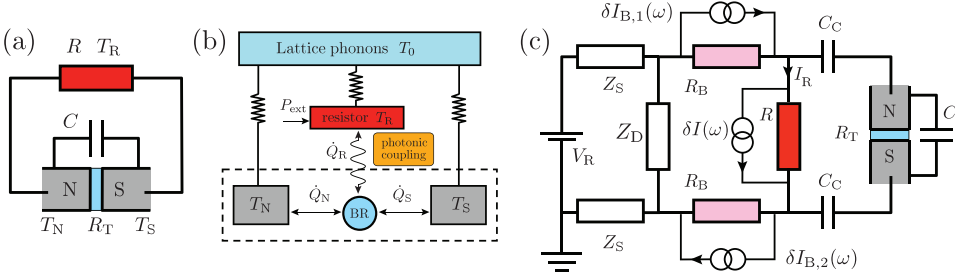 (a)
R T_R
C
N S
T_N R_T T_S
(b)
Lattice phonons T_0
P_ext
resistor T_R
photonic
coupling
Q̇_R
T_N Q̇_N BR Q̇_S T_S
(c)
δI_B,1(ω)
C_C
Z_S R_B I_R
V_R Z_D δI(ω) R R_T N S C
R_B
Z_S C_C
δI_B,2(ω)